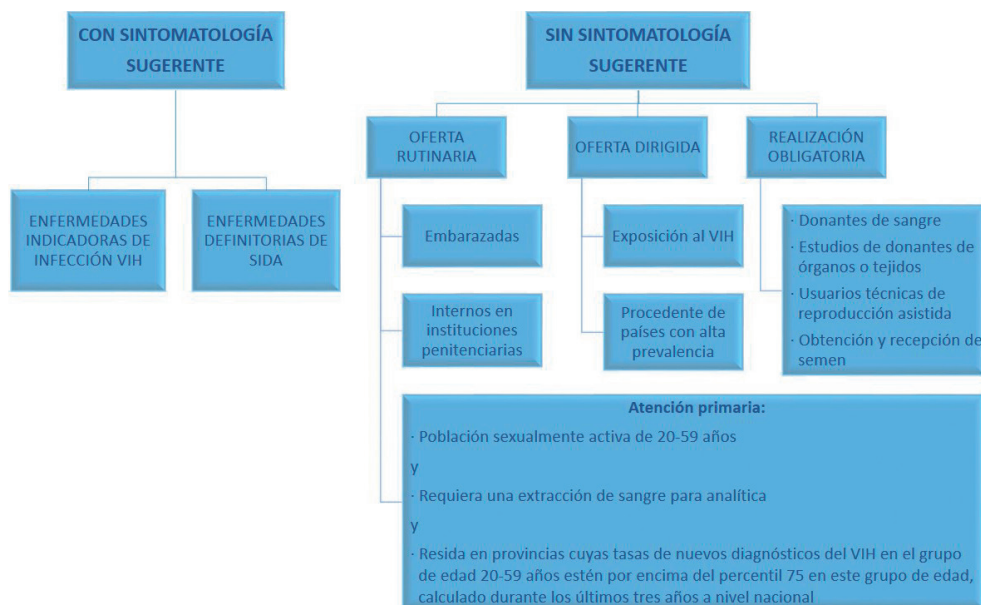 CON SINTOMATOLOGÍA
SUGERENTE
ENFERMEDADES
INDICADORAS DE
INFECCIÓN VIH
ENFERMEDADES
DEFINITORIAS DE
SIDA
SIN SINTOMATOLOGÍA
SUGERENTE
OFERTA
RUTINARIA
Embarazadas
Internos en
instituciones
penitenciarias
Atención primaria:
· Población sexualmente activa de 20-59 años
y
· Requiera una extracción de sangre para analítica
y
· Resida en provincias cuyas tasas de nuevos diagnósticos del VIH en el grupo
de edad 20-59 años estén por encima del percentil 75 en este grupo de edad,
calculado durante los últimos tres años a nivel nacional
OFERTA DIRIGIDA
Exposición al VIH
Procedente de
países con alta
prevalencia
REALIZACIÓN
OBLIGATORIA
· Donantes de sangre
· Estudios de donantes de
órganos o tejidos
· Usuarios técnicas de
reproducción asistida
· Obtención y recepción de
semen